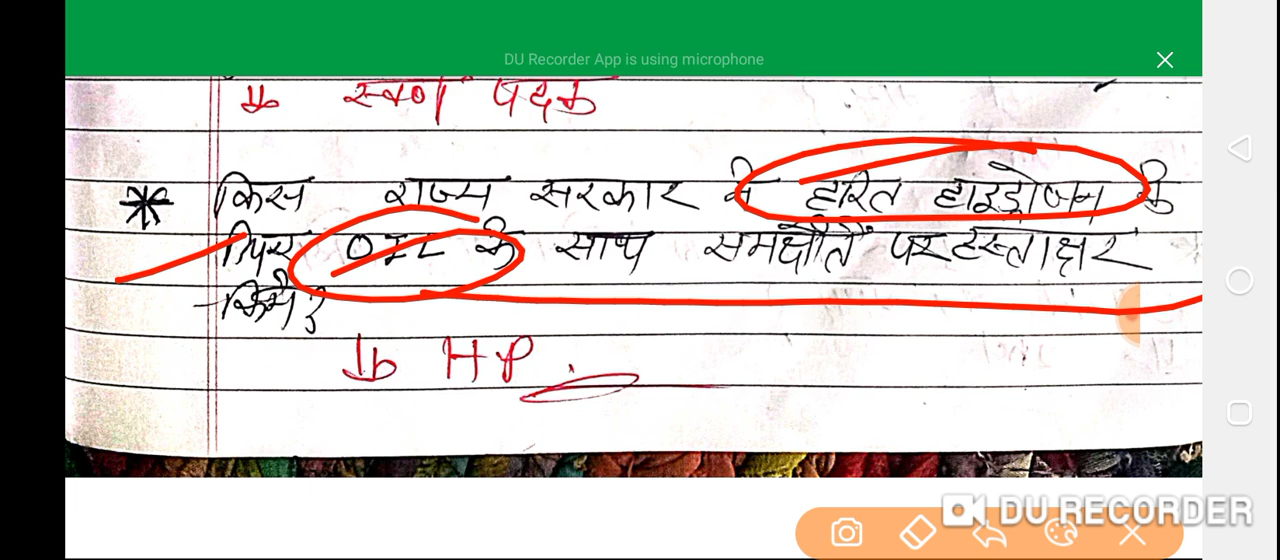 DU Recorder App is using microphone
↳ स्वर्ण पदक
* किस राज्य सरकार ने हरित हाइड्रोजन के
लिए OIL के साथ समझौतें पर हस्ताक्षर
किये?
↳ HP.
DU RECORDER